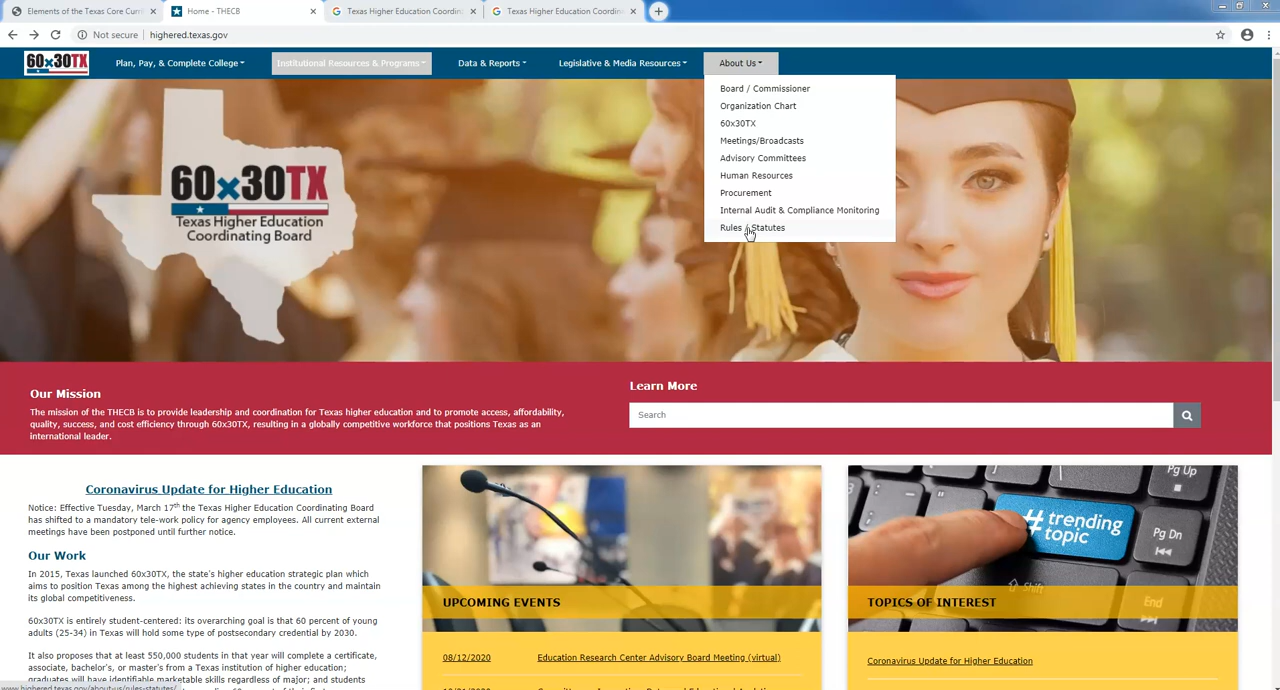 Elements of the Texas Core Curri
Home - THECB
Texas Higher Education Coordin
Texas Higher Education Coordin
Not secure
highered.texas.gov
60x30TX
Plan, Pay, & Complete College
Institutional Resources & Programs
Data & Reports
Legislative & Media Resources
About Us
Board / Commissioner
Organization Chart
60x30TX
Meetings/Broadcasts
Advisory Committees
Human Resources
Procurement
Internal Audit & Compliance Monitoring
Rules / Statutes
60x30TX
Texas Higher Education
Coordinating Board
Our Mission
The mission of the THECB is to provide leadership and coordination for Texas higher education and to promote access, affordability,
quality, success, and cost efficiency through 60x30TX, resulting in a globally competitive workforce that positions Texas as an
international leader.
Learn More
Search
Coronavirus Update for Higher Education
Notice: Effective Tuesday, March 17th the Texas Higher Education Coordinating Board
has shifted to a mandatory tele-work policy for agency employees. All current external
meetings have been postponed until further notice.
Our Work
In 2015, Texas launched 60x30TX, the state's higher education strategic plan which
aims to position Texas among the highest achieving states in the country and maintain
its global competitiveness.
60x30TX is entirely student-centered: its overarching goal is that 60 percent of young
adults (25-34) in Texas will hold some type of postsecondary credential by 2030.
It also proposes that at least 550,000 students in that year will complete a certificate,
associate, bachelor's, or master's from a Texas institution of higher education;
graduates will have identifiable marketable skills regardless of major; and students
www.highered.texas.gov/about-us/rules-statutes/
UPCOMING EVENTS
08/12/2020
Education Research Center Advisory Board Meeting (virtual)
Pg Up
# trending
topic
Pg Dn
Shift
End
TOPICS OF INTEREST
Coronavirus Update for Higher Education